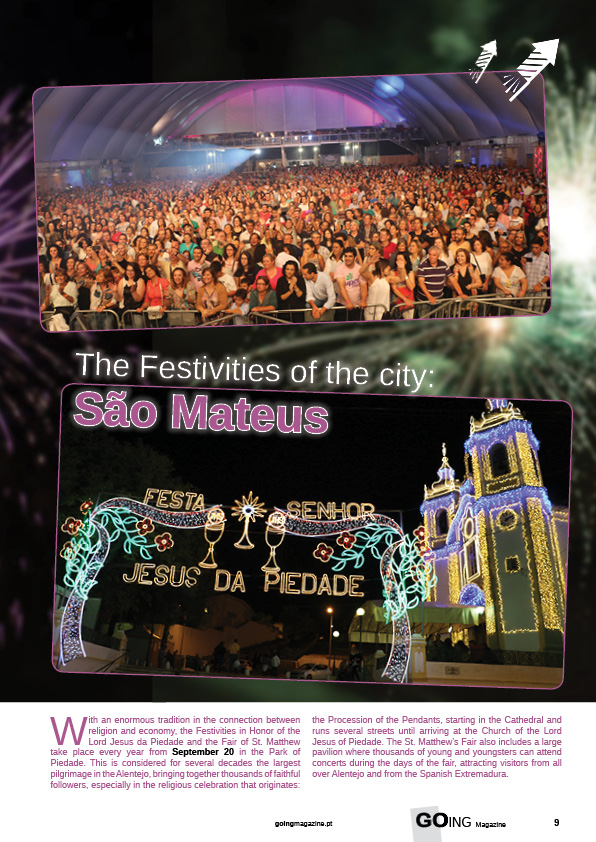 The Festivities of the city:
São Mateus
FESTA SENHOR
JESUS DA PIEDADE
With an enormous tradition in the connection between
religion and economy, the Festivities in Honor of the
Lord Jesus da Piedade and the Fair of St. Matthew
take place every year from September 20 in the Park of
Piedade. This is considered for several decades the largest
pilgrimage in the Alentejo, bringing together thousands of faithful
followers, especially in the religious celebration that originates:
the Procession of the Pendants, starting in the Cathedral and
runs several streets until arriving at the Church of the Lord
Jesus of Piedade. The St. Matthew's Fair also includes a large
pavilion where thousands of young and youngsters can attend
concerts during the days of the fair, attracting visitors from all
over Alentejo and from the Spanish Extremadura.
goingmagazine.pt
GOING Magazine
9